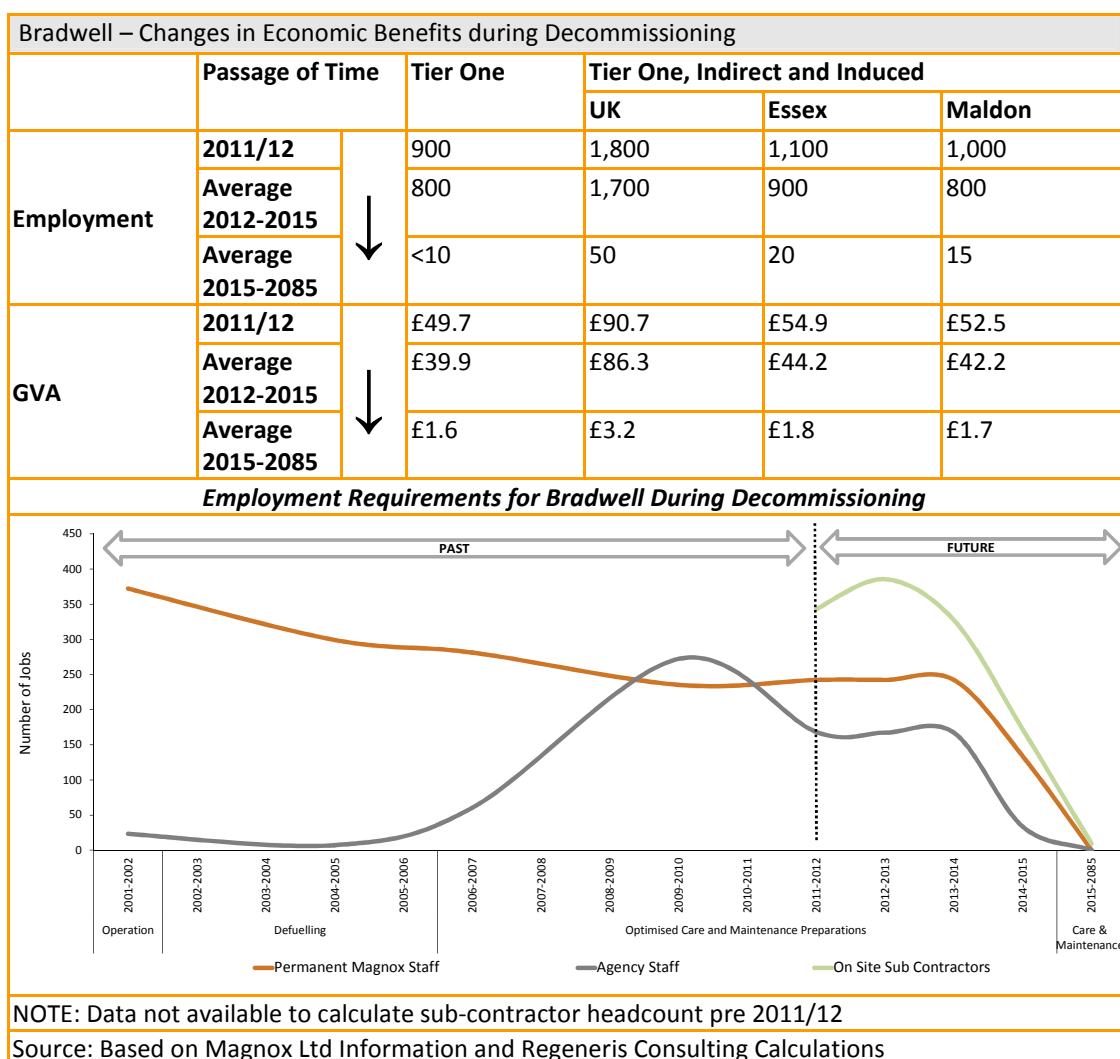 Bradwell – Changes in Economic Benefits during Decommissioning
Passage of Time Tier One Tier One, Indirect and Induced
UK Essex Maldon
Employment
2011/12 900 1,800 1,100 1,000
Average 2012-2015 800 1,700 900 800
Average 2015-2085 <10 50 20 15
GVA
2011/12 £49.7 £90.7 £54.9 £52.5
Average 2012-2015 £39.9 £86.3 £44.2 £42.2
Average 2015-2085 £1.6 £3.2 £1.8 £1.7
Employment Requirements for Bradwell During Decommissioning
PAST FUTURE
Number of Jobs
450
400
350
300
250
200
150
100
50
0
2001-2002 2002-2003 2003-2004 2004-2005 2005-2006 2006-2007 2007-2008 2008-2009 2009-2010 2010-2011 2011-2012 2012-2013 2013-2014 2014-2015 2015-2085
Operation Defuelling Optimised Care and Maintenance Preparations Care & Maintenance
Permanent Magnox Staff Agency Staff On Site Sub Contractors
NOTE: Data not available to calculate sub-contractor headcount pre 2011/12
Source: Based on Magnox Ltd Information and Regeneris Consulting Calculations